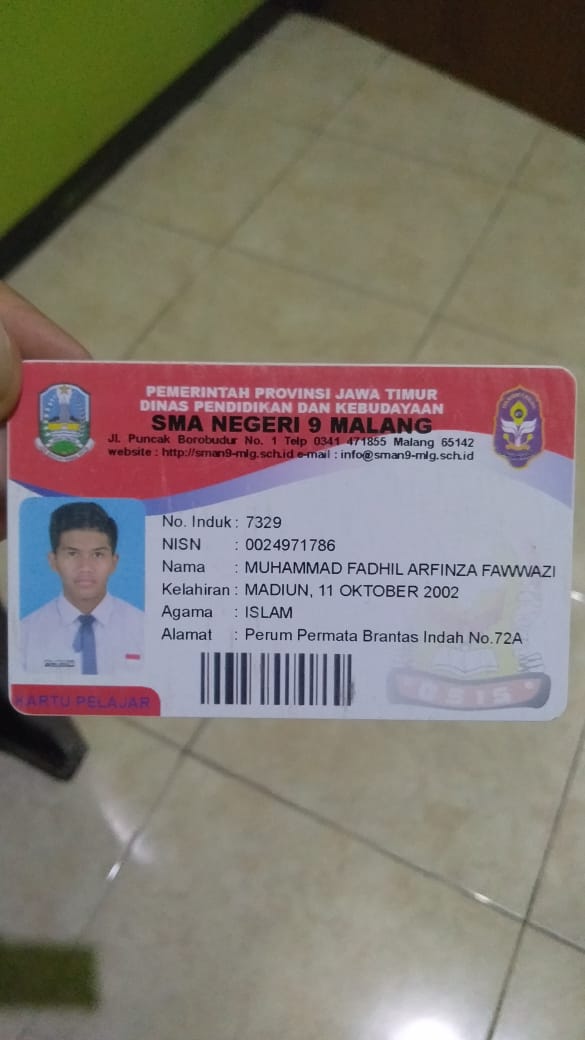 PEMERINTAH PROVINSI JAWA TIMUR
DINAS PENDIDIKAN DAN KEBUDAYAAN
SMA NEGERI 9 MALANG
Jl. Puncak Borobudur No. 1 Telp 0341 471855 Malang 65142
website : http://sman9-mlg.sch.id e-mail : info@sman9-mlg.sch.id
No. Induk : 7329
NISN : 0024971786
Nama : MUHAMMAD FADHIL ARFINZA FAWWAZI
Kelahiran : MADIUN, 11 OKTOBER 2002
Agama : ISLAM
Alamat : Perum Permata Brantas Indah No.72A
HARTU PELAJAR
OSIS